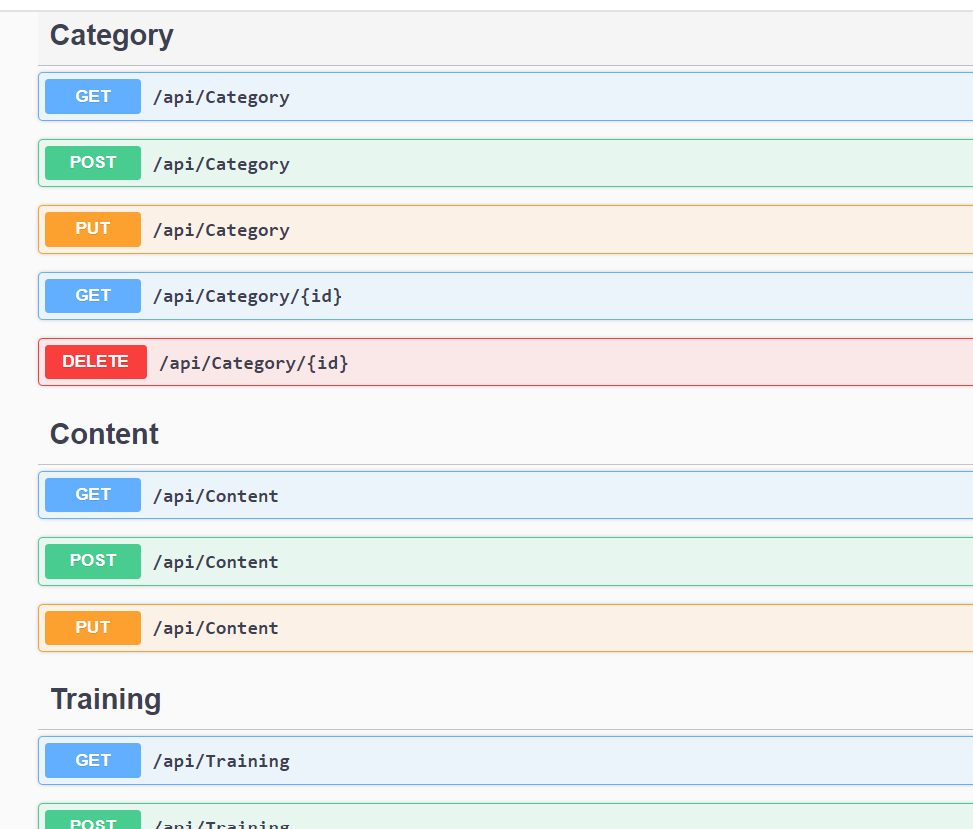 Category
GET /api/Category
POST /api/Category
PUT /api/Category
GET /api/Category/{id}
DELETE /api/Category/{id}
Content
GET /api/Content
POST /api/Content
PUT /api/Content
Training
GET /api/Training
POST /api/Training